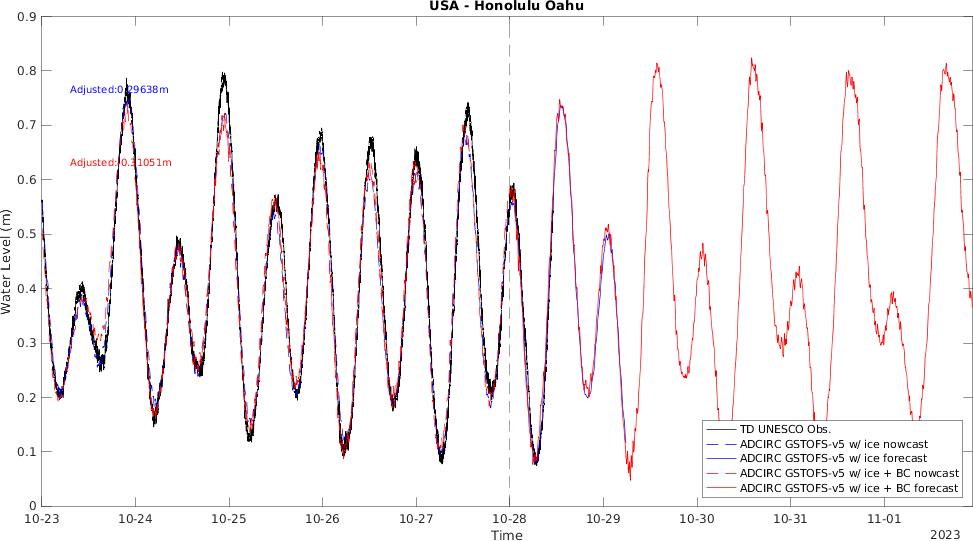 USA - Honolulu Oahu
0.9
0.8
0.7
0.6
0.5
0.4
0.3
0.2
0.1
0
Water Level (m)
Adjusted:0.29638m
Adjusted:-0.31051m
TD UNESCO Obs.
ADCIRC GSTOFS-v5 w/ ice nowcast
ADCIRC GSTOFS-v5 w/ ice forecast
ADCIRC GSTOFS-v5 w/ ice + BC nowcast
ADCIRC GSTOFS-v5 w/ ice + BC forecast
10-23 10-24 10-25 10-26 10-27 10-28 10-29 10-30 10-31 11-01
Time
2023